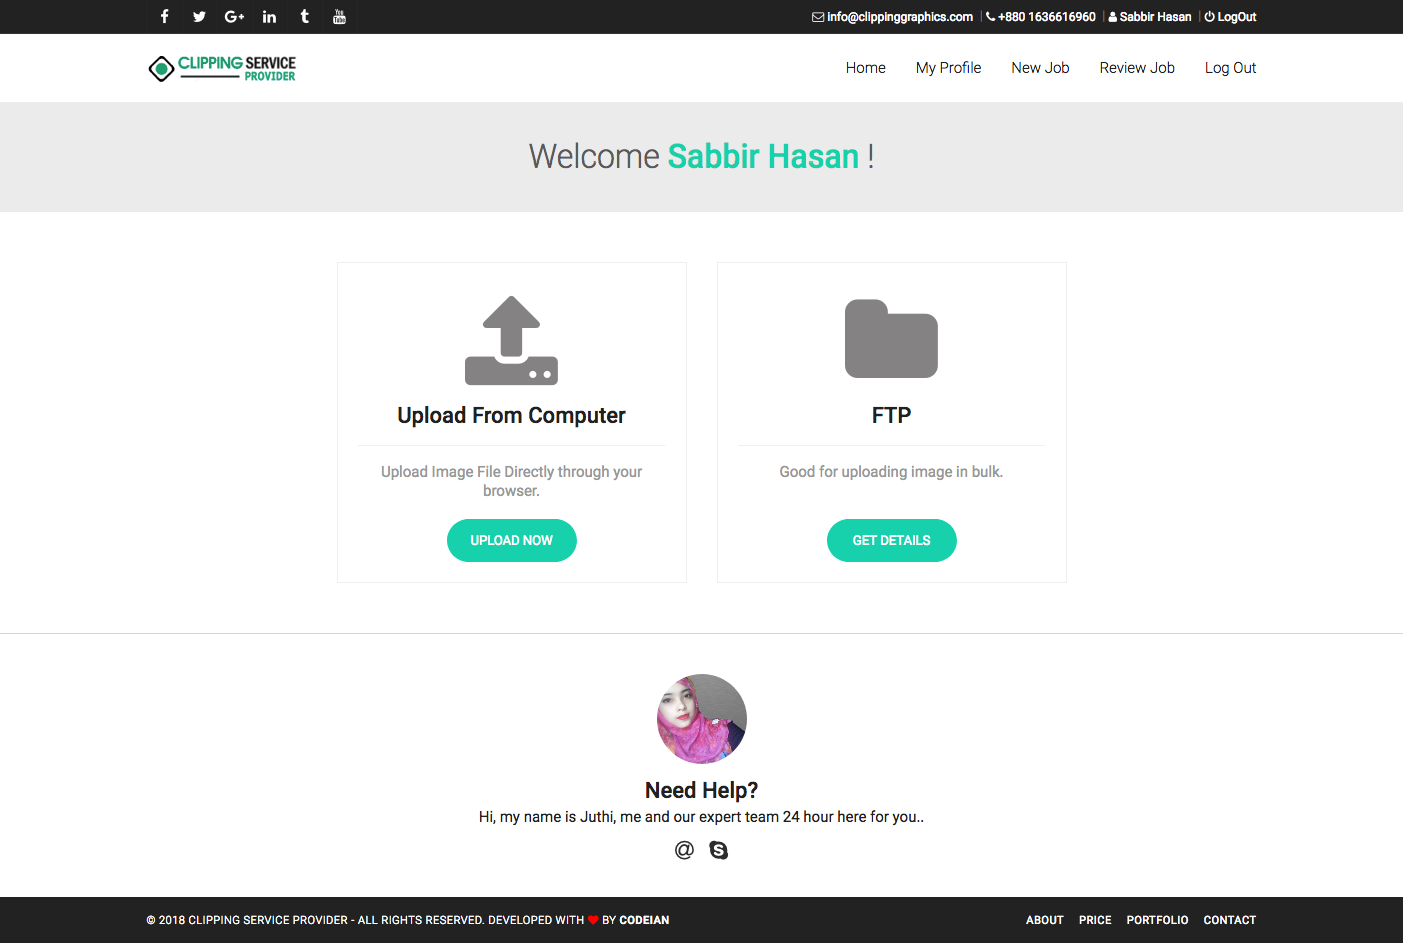 You Tube
info@clippinggraphics.com | +880 1636616960 | Sabbir Hasan | LogOut
CLIPPING SERVICE
PROVIDER
Home My Profile New Job Review Job Log Out
Welcome Sabbir Hasan !
Upload From Computer
Upload Image File Directly through your
browser.
UPLOAD NOW
FTP
Good for uploading image in bulk.
GET DETAILS
Need Help?
Hi, my name is Juthi, me and our expert team 24 hour here for you..
© 2018 CLIPPING SERVICE PROVIDER - ALL RIGHTS RESERVED. DEVELOPED WITH ❤ BY CODEIAN
ABOUT PRICE PORTFOLIO CONTACT